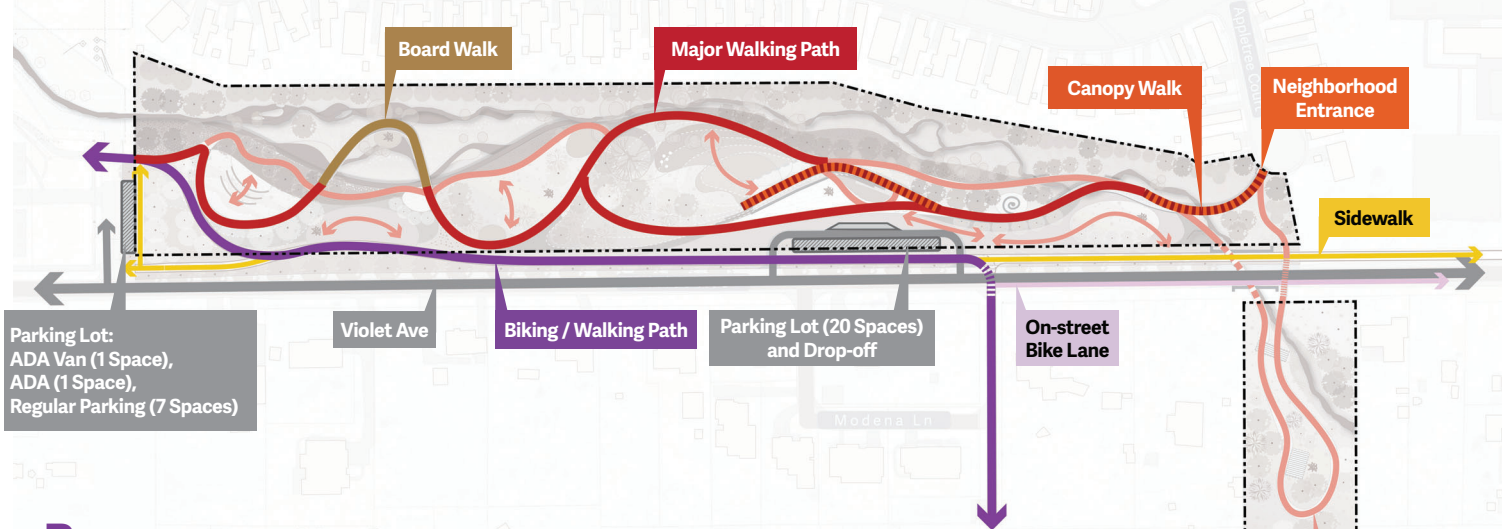 Board Walk
Major Walking Path
Canopy Walk
Neighborhood
Entrance
Appletree Court
Sidewalk
Violet Ave
Biking / Walking Path
Parking Lot (20 Spaces)
and Drop-off
On-street
Bike Lane
Parking Lot:
ADA Van (1 Space),
ADA (1 Space),
Regular Parking (7 Spaces)
Modena Ln